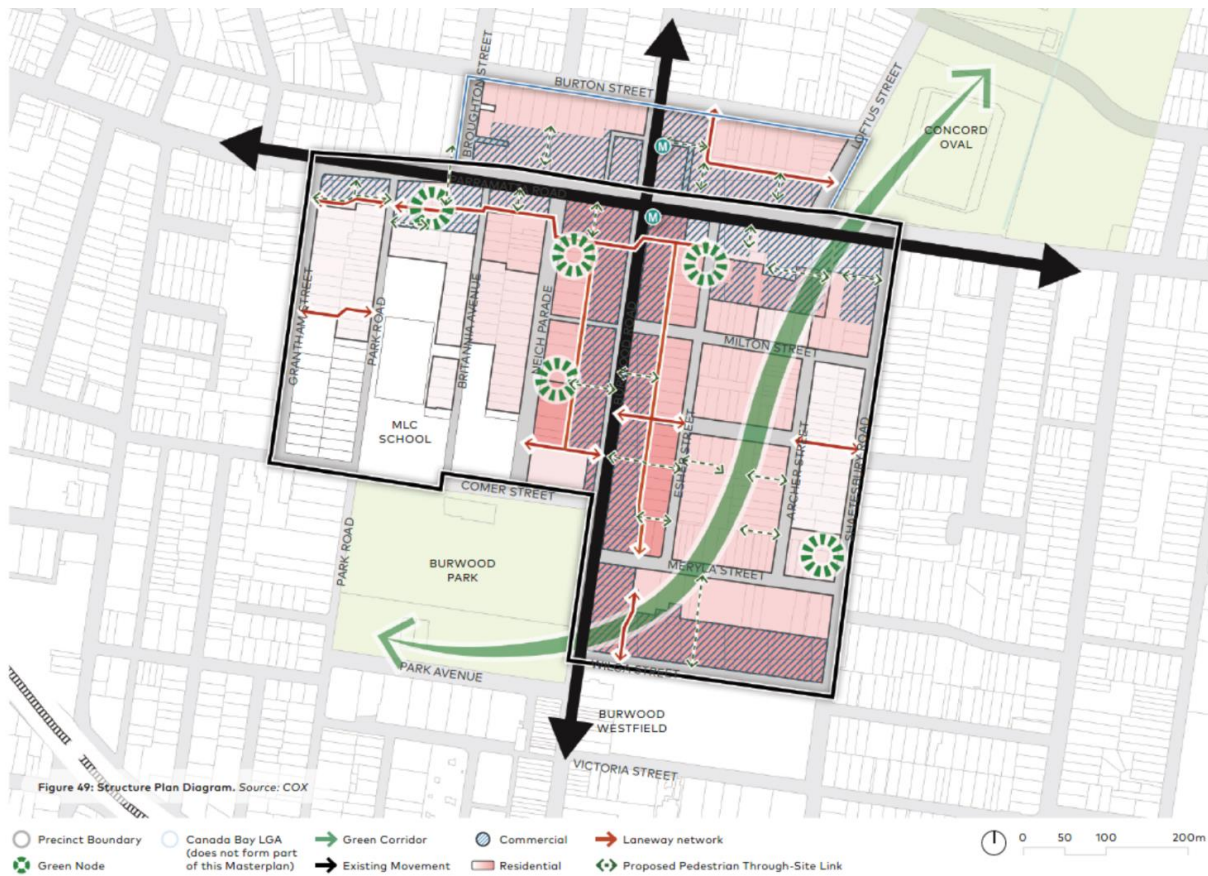 BURTON STREET
BROUGHTON STREET
LOFTUS STREET
CONCORD
OVAL
M
PARRAMATTA ROAD
M
GRANTHAM STREET
PARK ROAD
BRITANNIA AVENUE
NEICH PARADE
BURWOOD ROAD
MILTON STREET
MLC
SCHOOL
ESHER STREET
ARCHER STREET
SHAFTESBURY ROAD
COMER STREET
PARK ROAD
BURWOOD
PARK
MERYLA STREET
PARK AVENUE
WILGA STREET
BURWOOD
WESTFIELD
VICTORIA STREET
Figure 49: Structure Plan Diagram. Source: COX
Precinct Boundary
Canada Bay LGA
(does not form part
of this Masterplan)
Green Corridor
Commercial
Laneway network
Green Node
Existing Movement
Residential
Proposed Pedestrian Through-Site Link
0 50 100 200m